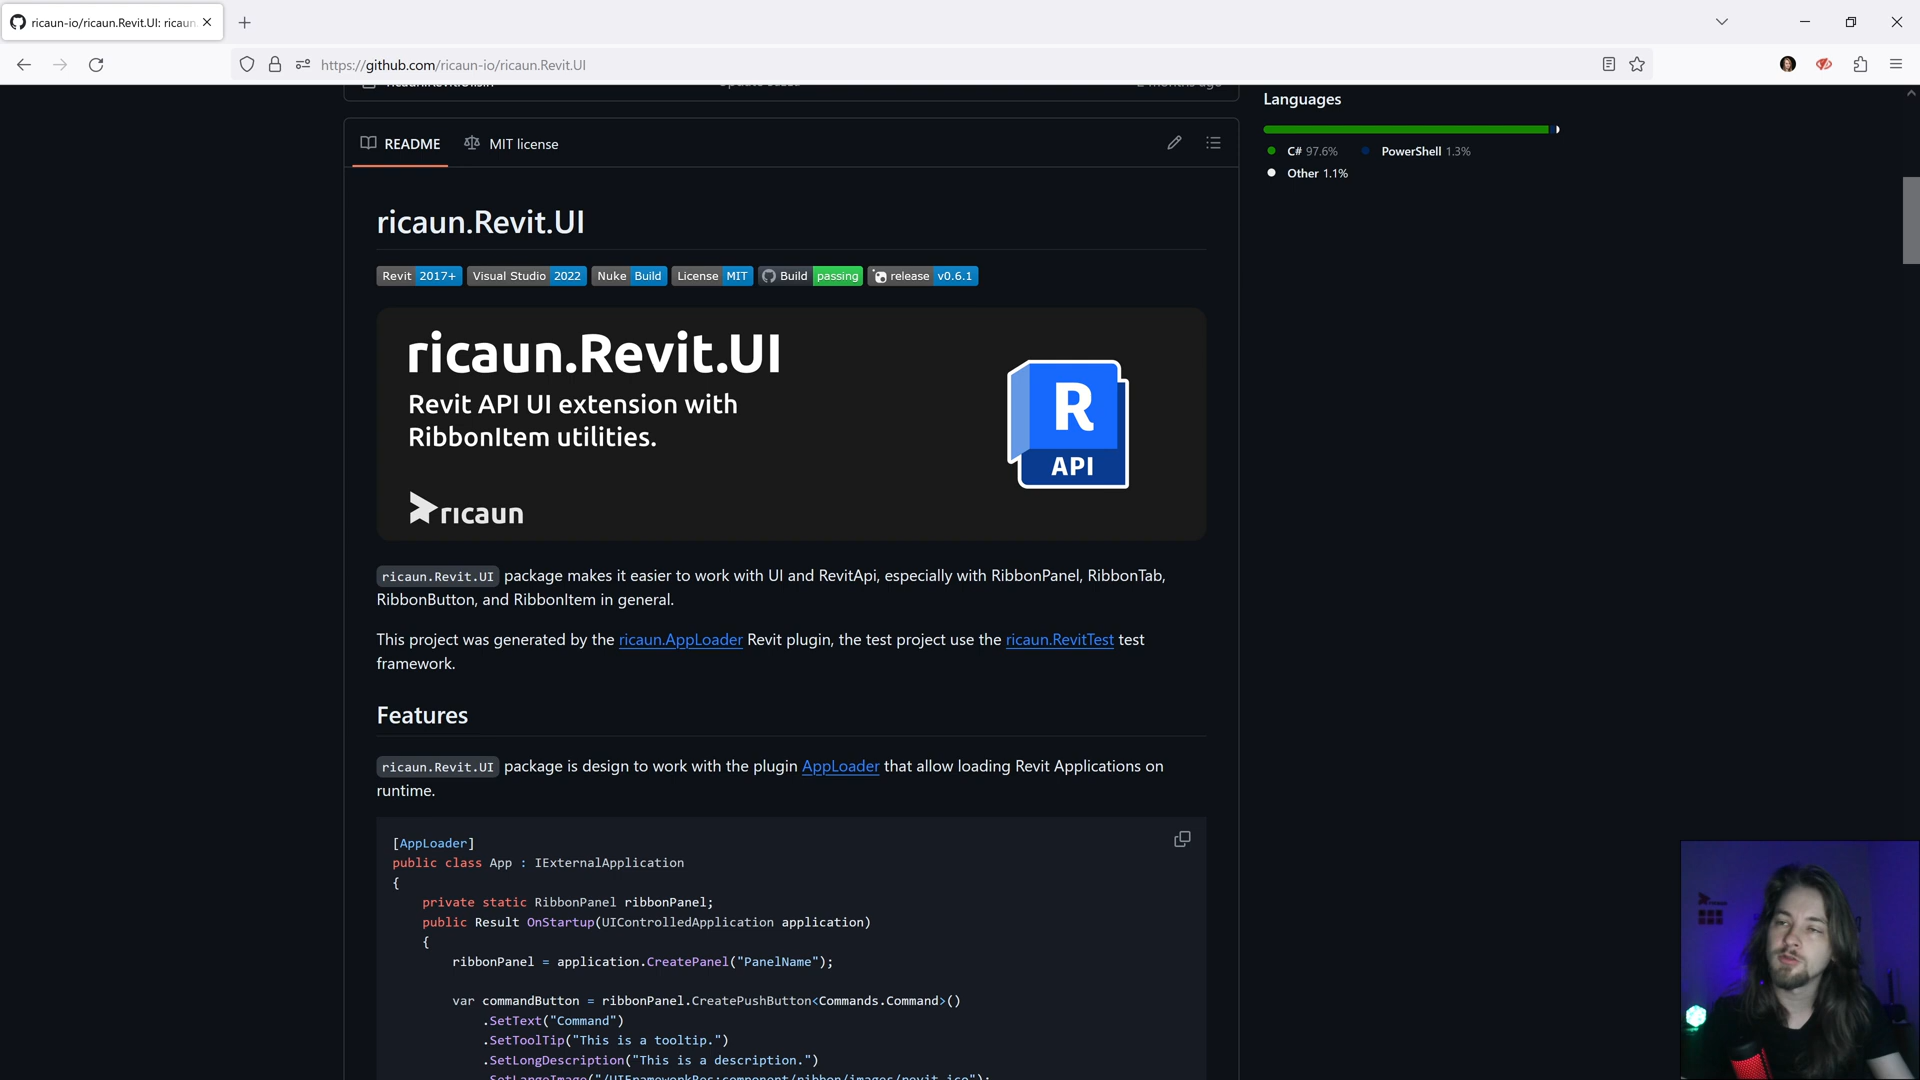 ricaun-io/ricaun.Revit.UI: ricaun
https://github.com/ricaun-io/ricaun.Revit.UI
Languages
C# 97.6% PowerShell 1.3%
Other 1.1%
README MIT license
ricaun.Revit.UI
Revit 2017+ Visual Studio 2022 Nuke Build License MIT Build passing release v0.6.1
ricaun.Revit.UI
Revit API UI extension with
RibbonItem utilities.
R
API
ricaun
ricaun.Revit.UI package makes it easier to work with UI and RevitApi, especially with RibbonPanel, RibbonTab,
RibbonButton, and RibbonItem in general.
This project was generated by the ricaun.AppLoader Revit plugin, the test project use the ricaun.RevitTest test
framework.
Features
ricaun.Revit.UI package is design to work with the plugin AppLoader that allow loading Revit Applications on
runtime.
[AppLoader]
public class App : IExternalApplication
{
private static RibbonPanel ribbonPanel;
public Result OnStartup(UIControlledApplication application)
{
ribbonPanel = application.CreatePanel("PanelName");
var commandButton = ribbonPanel.CreatePushButton<Commands.Command>()
.SetText("Command")
.SetToolTip("This is a tooltip.")
.SetLongDescription("This is a description.")
.SetLargeImage("/UIFrameworkRes;component/ribbon/images/revit.ico");